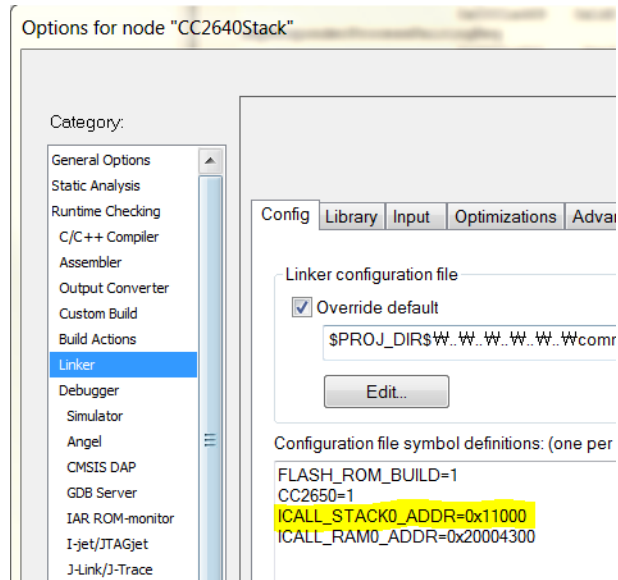 Options for node "CC2640Stack"
Category:
General Options
Static Analysis
Runtime Checking
C/C++ Compiler
Assembler
Output Converter
Custom Build
Build Actions
Linker
Debugger
Simulator
Angel
CMSIS DAP
GDB Server
IAR ROM-monitor
I-jet/JTAGjet
J-Link/J-Trace
Config Library Input Optimizations Advan
Linker configuration file
Override default
$PROJ_DIR$₩..₩..₩..₩..₩..₩comm
Edit...
Configuration file symbol definitions: (one per
FLASH_ROM_BUILD=1
CC2650=1
ICALL_STACK0_ADDR=0x11000
ICALL_RAM0_ADDR=0x20004300